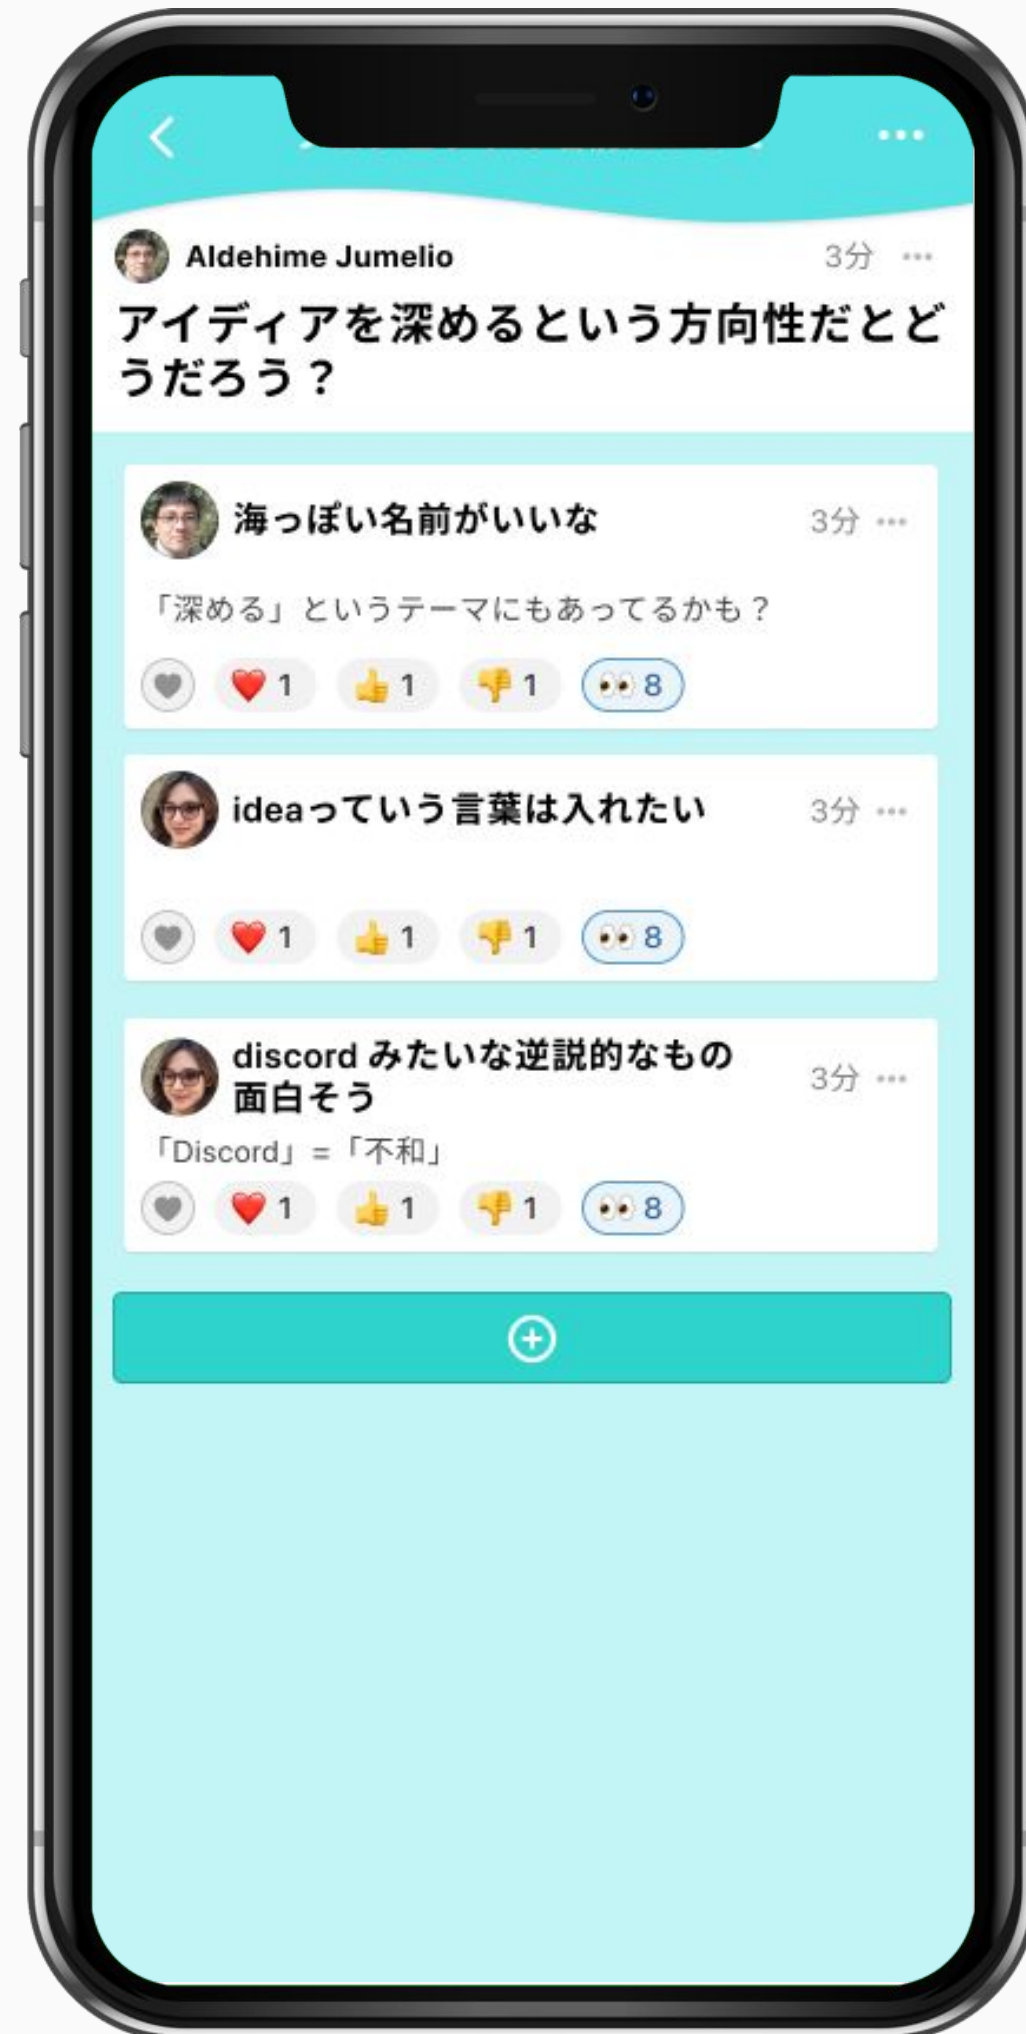 Aldehime Jumelio 3分
アイディアを深めるという方向性だとど
うだろう？
海っぽい名前がいいな 3分
「深める」というテーマにもあってるかも？
❤️ 1 👍 1 👎 1 👀 8
ideaっていう言葉は入れたい 3分
❤️ 1 👍 1 👎 1 👀 8
discord みたいな逆説的なもの
面白そう 3分
「Discord」=「不和」
❤️ 1 👍 1 👎 1 👀 8